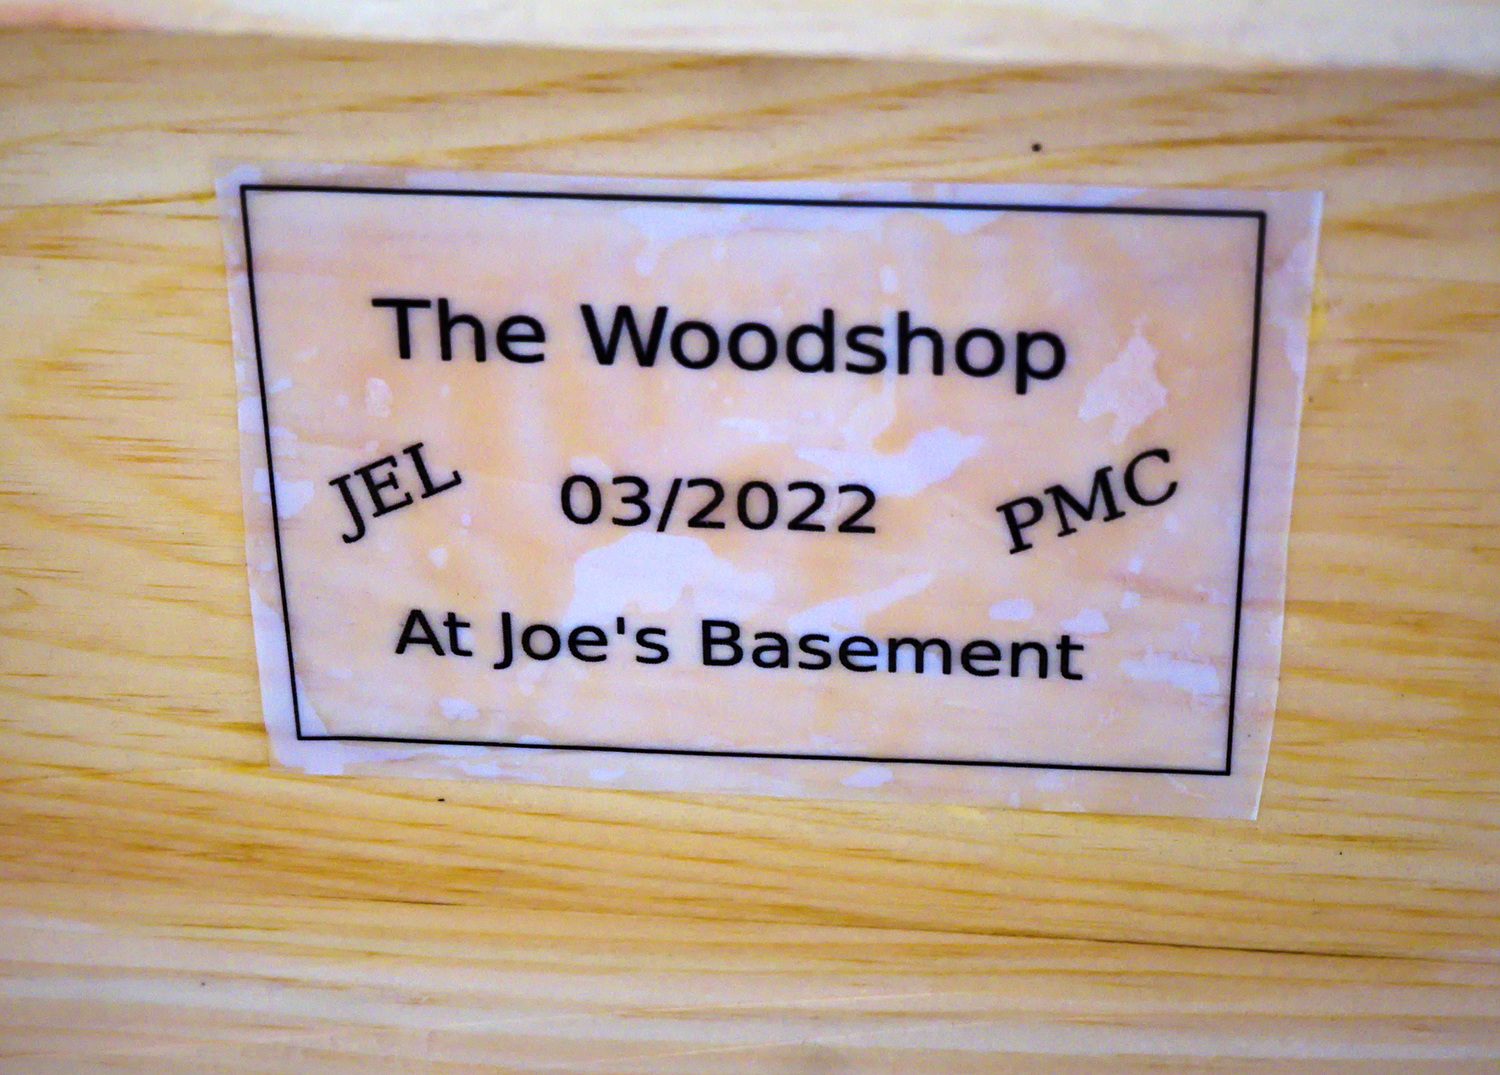 The Woodshop
JEL 03/2022 PMC
At Joe's Basement